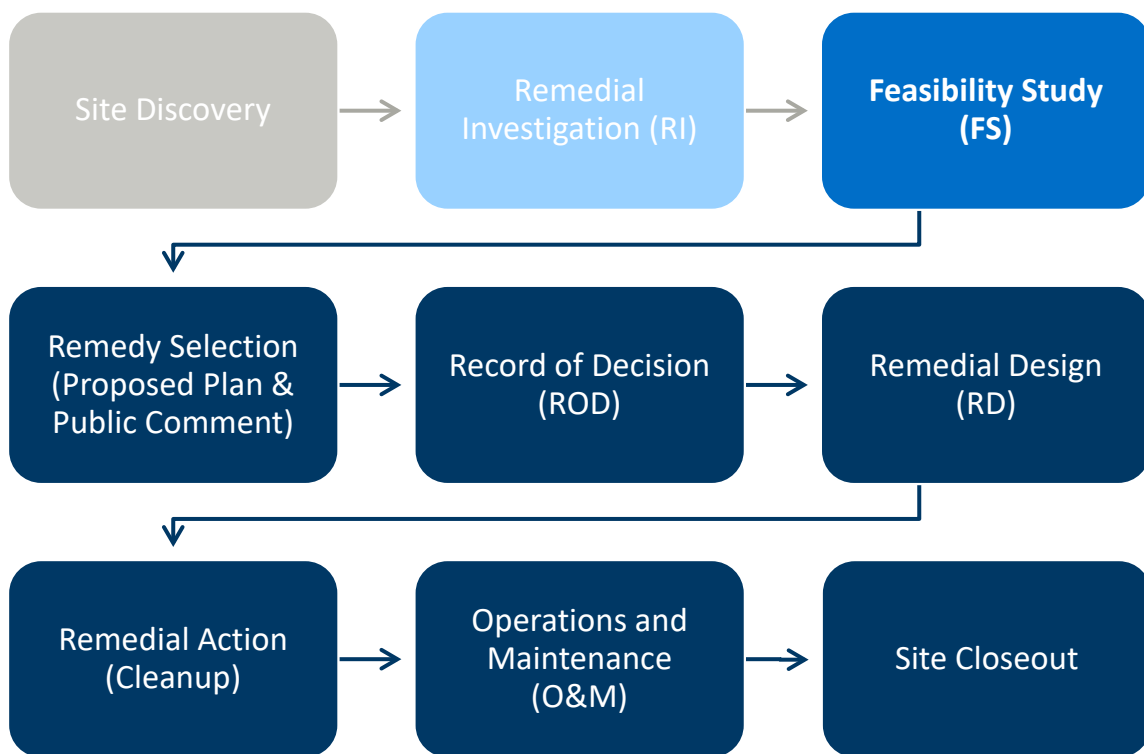 Site Discovery
Remedial
Investigation (RI)
Feasibility Study
(FS)
Remedy Selection
(Proposed Plan &
Public Comment)
Record of Decision
(ROD)
Remedial Design
(RD)
Remedial Action
(Cleanup)
Operations and
Maintenance
(O&M)
Site Closeout